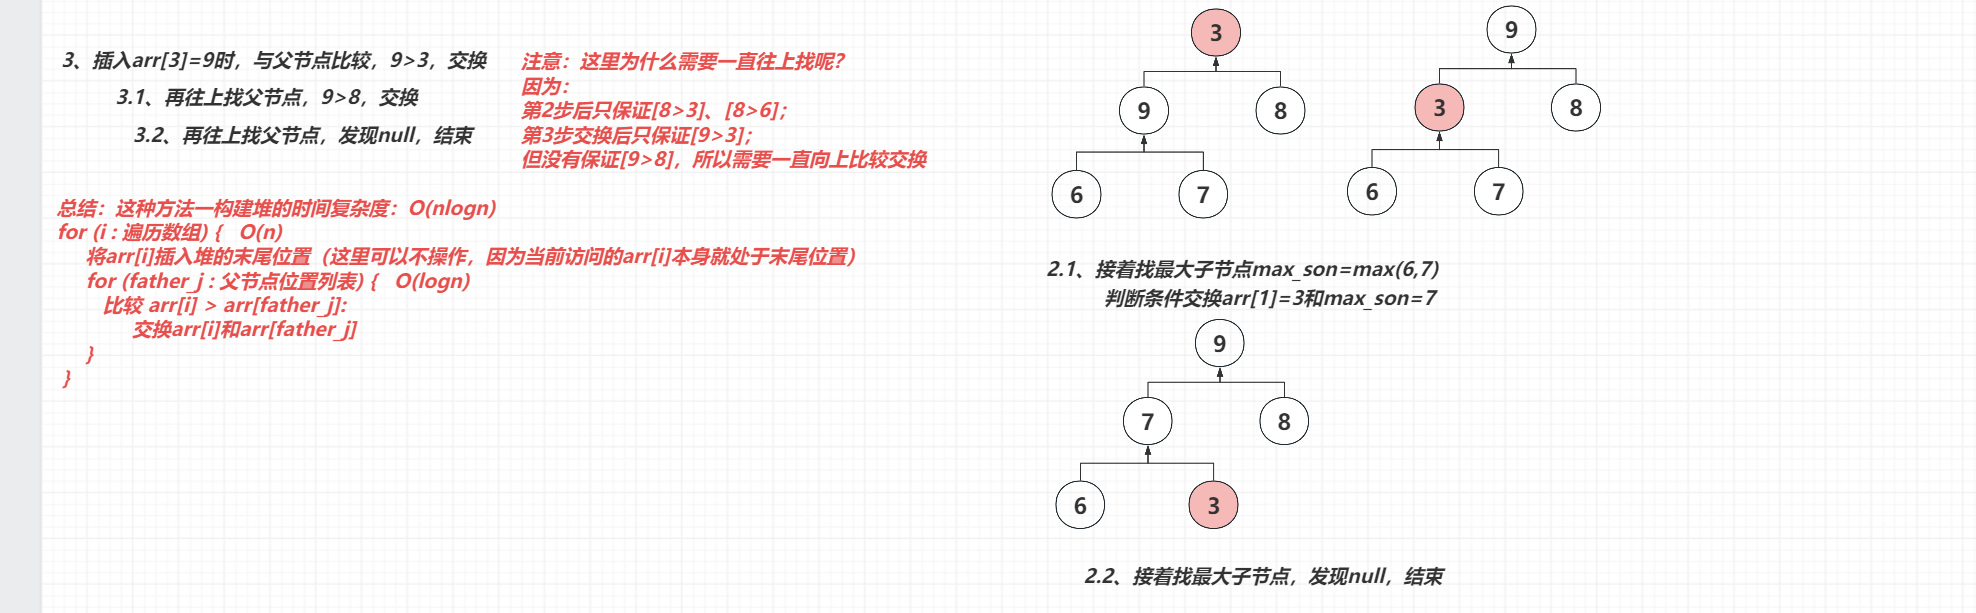 3、插入arr[3]=9时，与父节点比较，9>3，交换
3.1、再往上找父节点，9>8，交换
3.2、再往上找父节点，发现null，结束
注意：这里为什么需要一直往上找呢？
因为：
第2步后只保证[8>3]、[8>6]；
第3步交换后只保证[9>3]；
但没有保证[9>8]，所以需要一直向上比较交换
总结：这种方法一构建堆的时间复杂度：O(nlogn)
for (i : 遍历数组) { O(n)
将arr[i]插入堆的末尾位置（这里可以不操作，因为当前访问的arr[i]本身就处于末尾位置）
for (father_j : 父节点位置列表) { O(logn)
比较 arr[i] > arr[father_j]:
交换arr[i]和arr[father_j]
}
}
3
9 8
6 7
9
3 8
6 7
2.1、接着找最大子节点max_son=max(6,7)
判断条件交换arr[1]=3和max_son=7
9
7 8
6 3
2.2、接着找最大子节点，发现null，结束